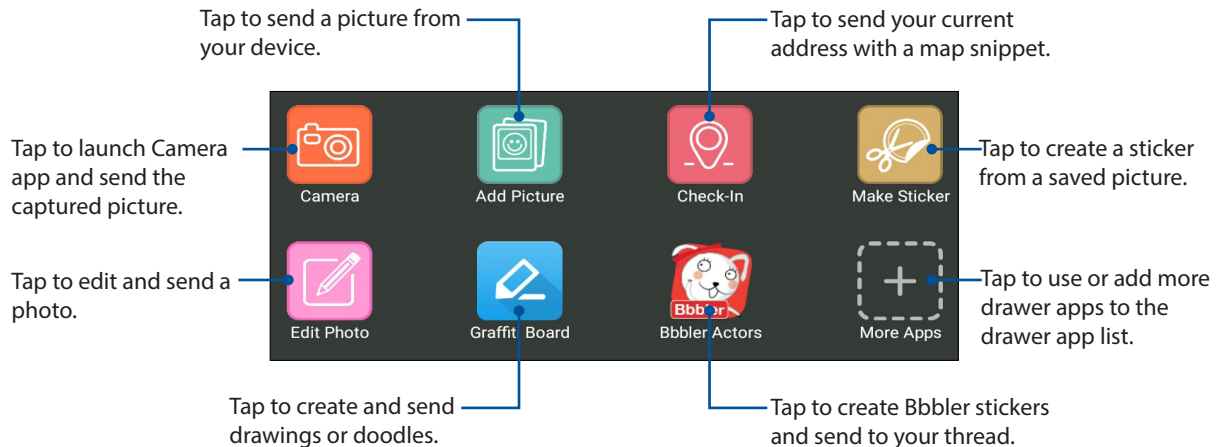 Tap to send a picture from
your device.
Tap to send your current
address with a map snippet.
Tap to launch Camera
app and send the
captured picture.
Camera
Add Picture
Check-In
Make Sticker
Tap to create a sticker
from a saved picture.
Tap to edit and send a
photo.
Edit Photo
Graffiti Board
Bbbler
Bbbler Actors
More Apps
Tap to use or add more
drawer apps to the
drawer app list.
Tap to create and send
drawings or doodles.
Tap to create Bbbler stickers
and send to your thread.